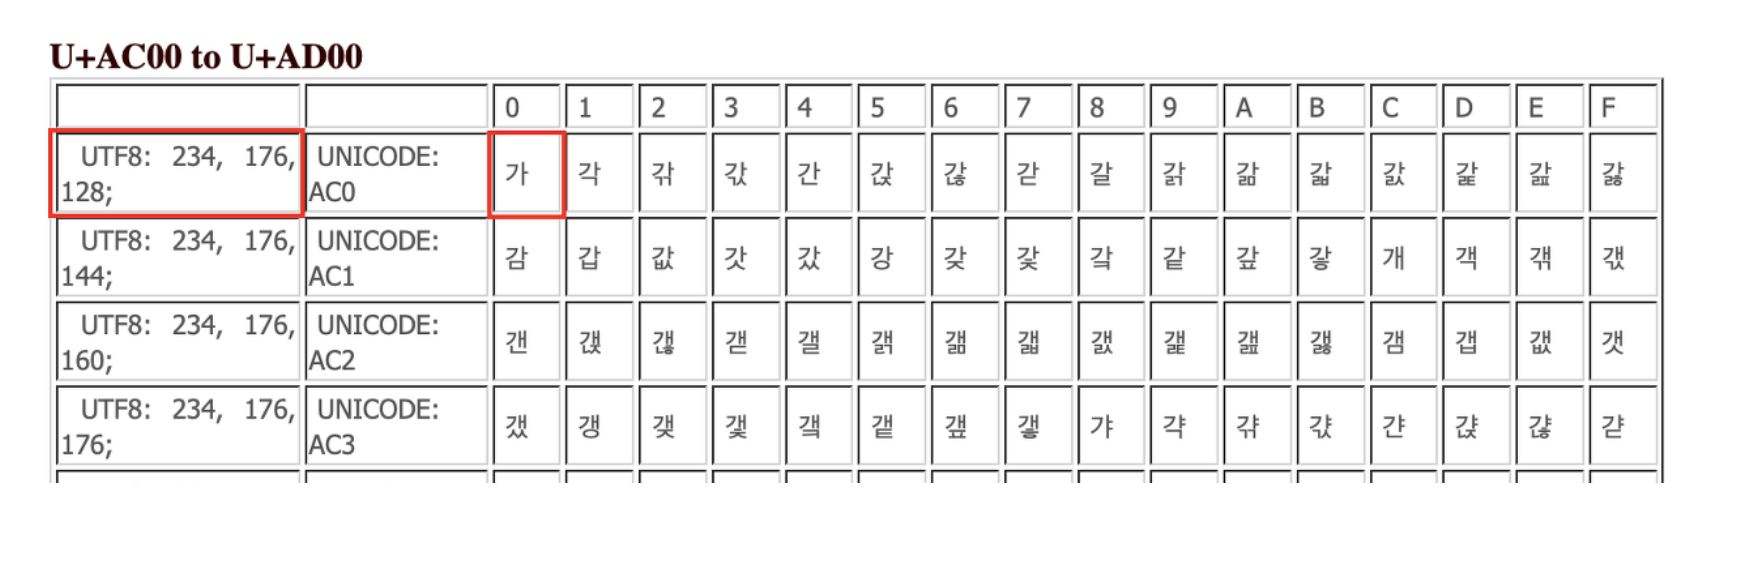 U+AC00 to U+AD00
0 1 2 3 4 5 6 7 8 9 A B C D E F
UTF8: 234, 176, 128; UNICODE: AC0 가 각 갂 갃 간 갅 갆 갇 갈 갉 갊 갋 갌 갍 갎 갏
UTF8: 234, 176, 144; UNICODE: AC1 감 갑 값 갓 갔 강 갖 갗 갘 같 갚 갛 개 객 갞 갟
UTF8: 234, 176, 160; UNICODE: AC2 갠 갡 갢 갣 갤 갥 갦 갧 갨 갩 갪 갫 갬 갭 갮 갯
UTF8: 234, 176, 176; UNICODE: AC3 갰 갱 갲 갳 갴 갵 갶 갷 갸 갹 갺 갻 갼 갽 갾 갿